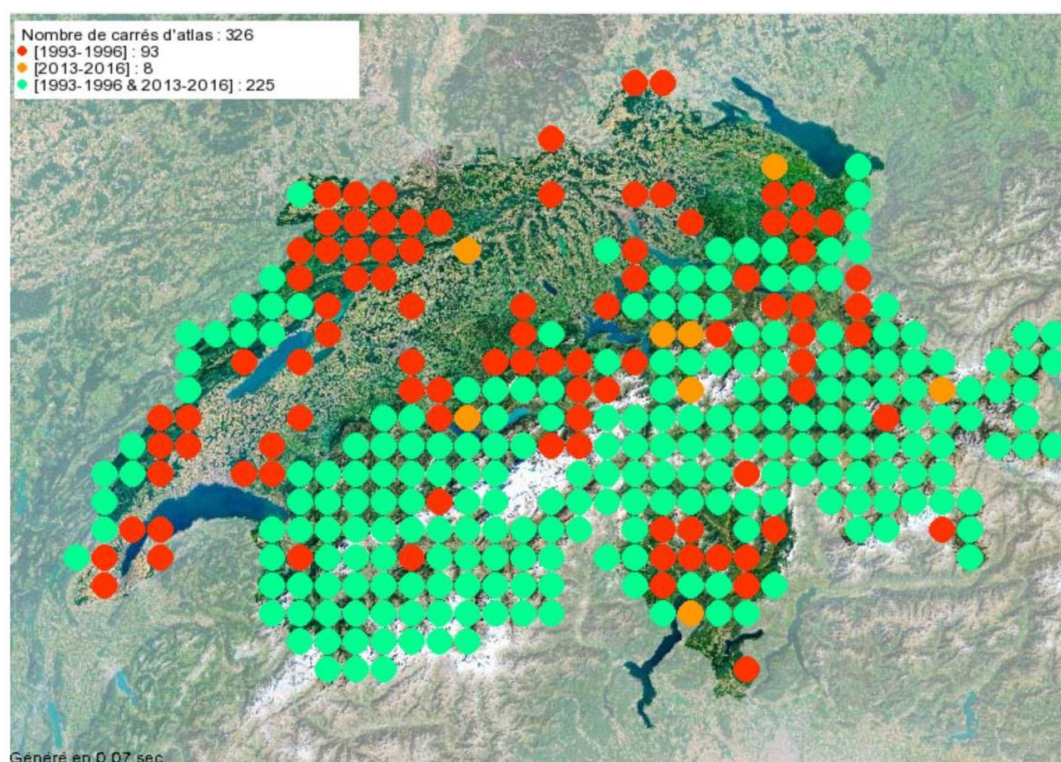 Nombre de carrés d'atlas : 326
[1993-1996] : 93
[2013-2016] : 8
[1993-1996 & 2013-2016] : 225
Généré en 0.07 sec